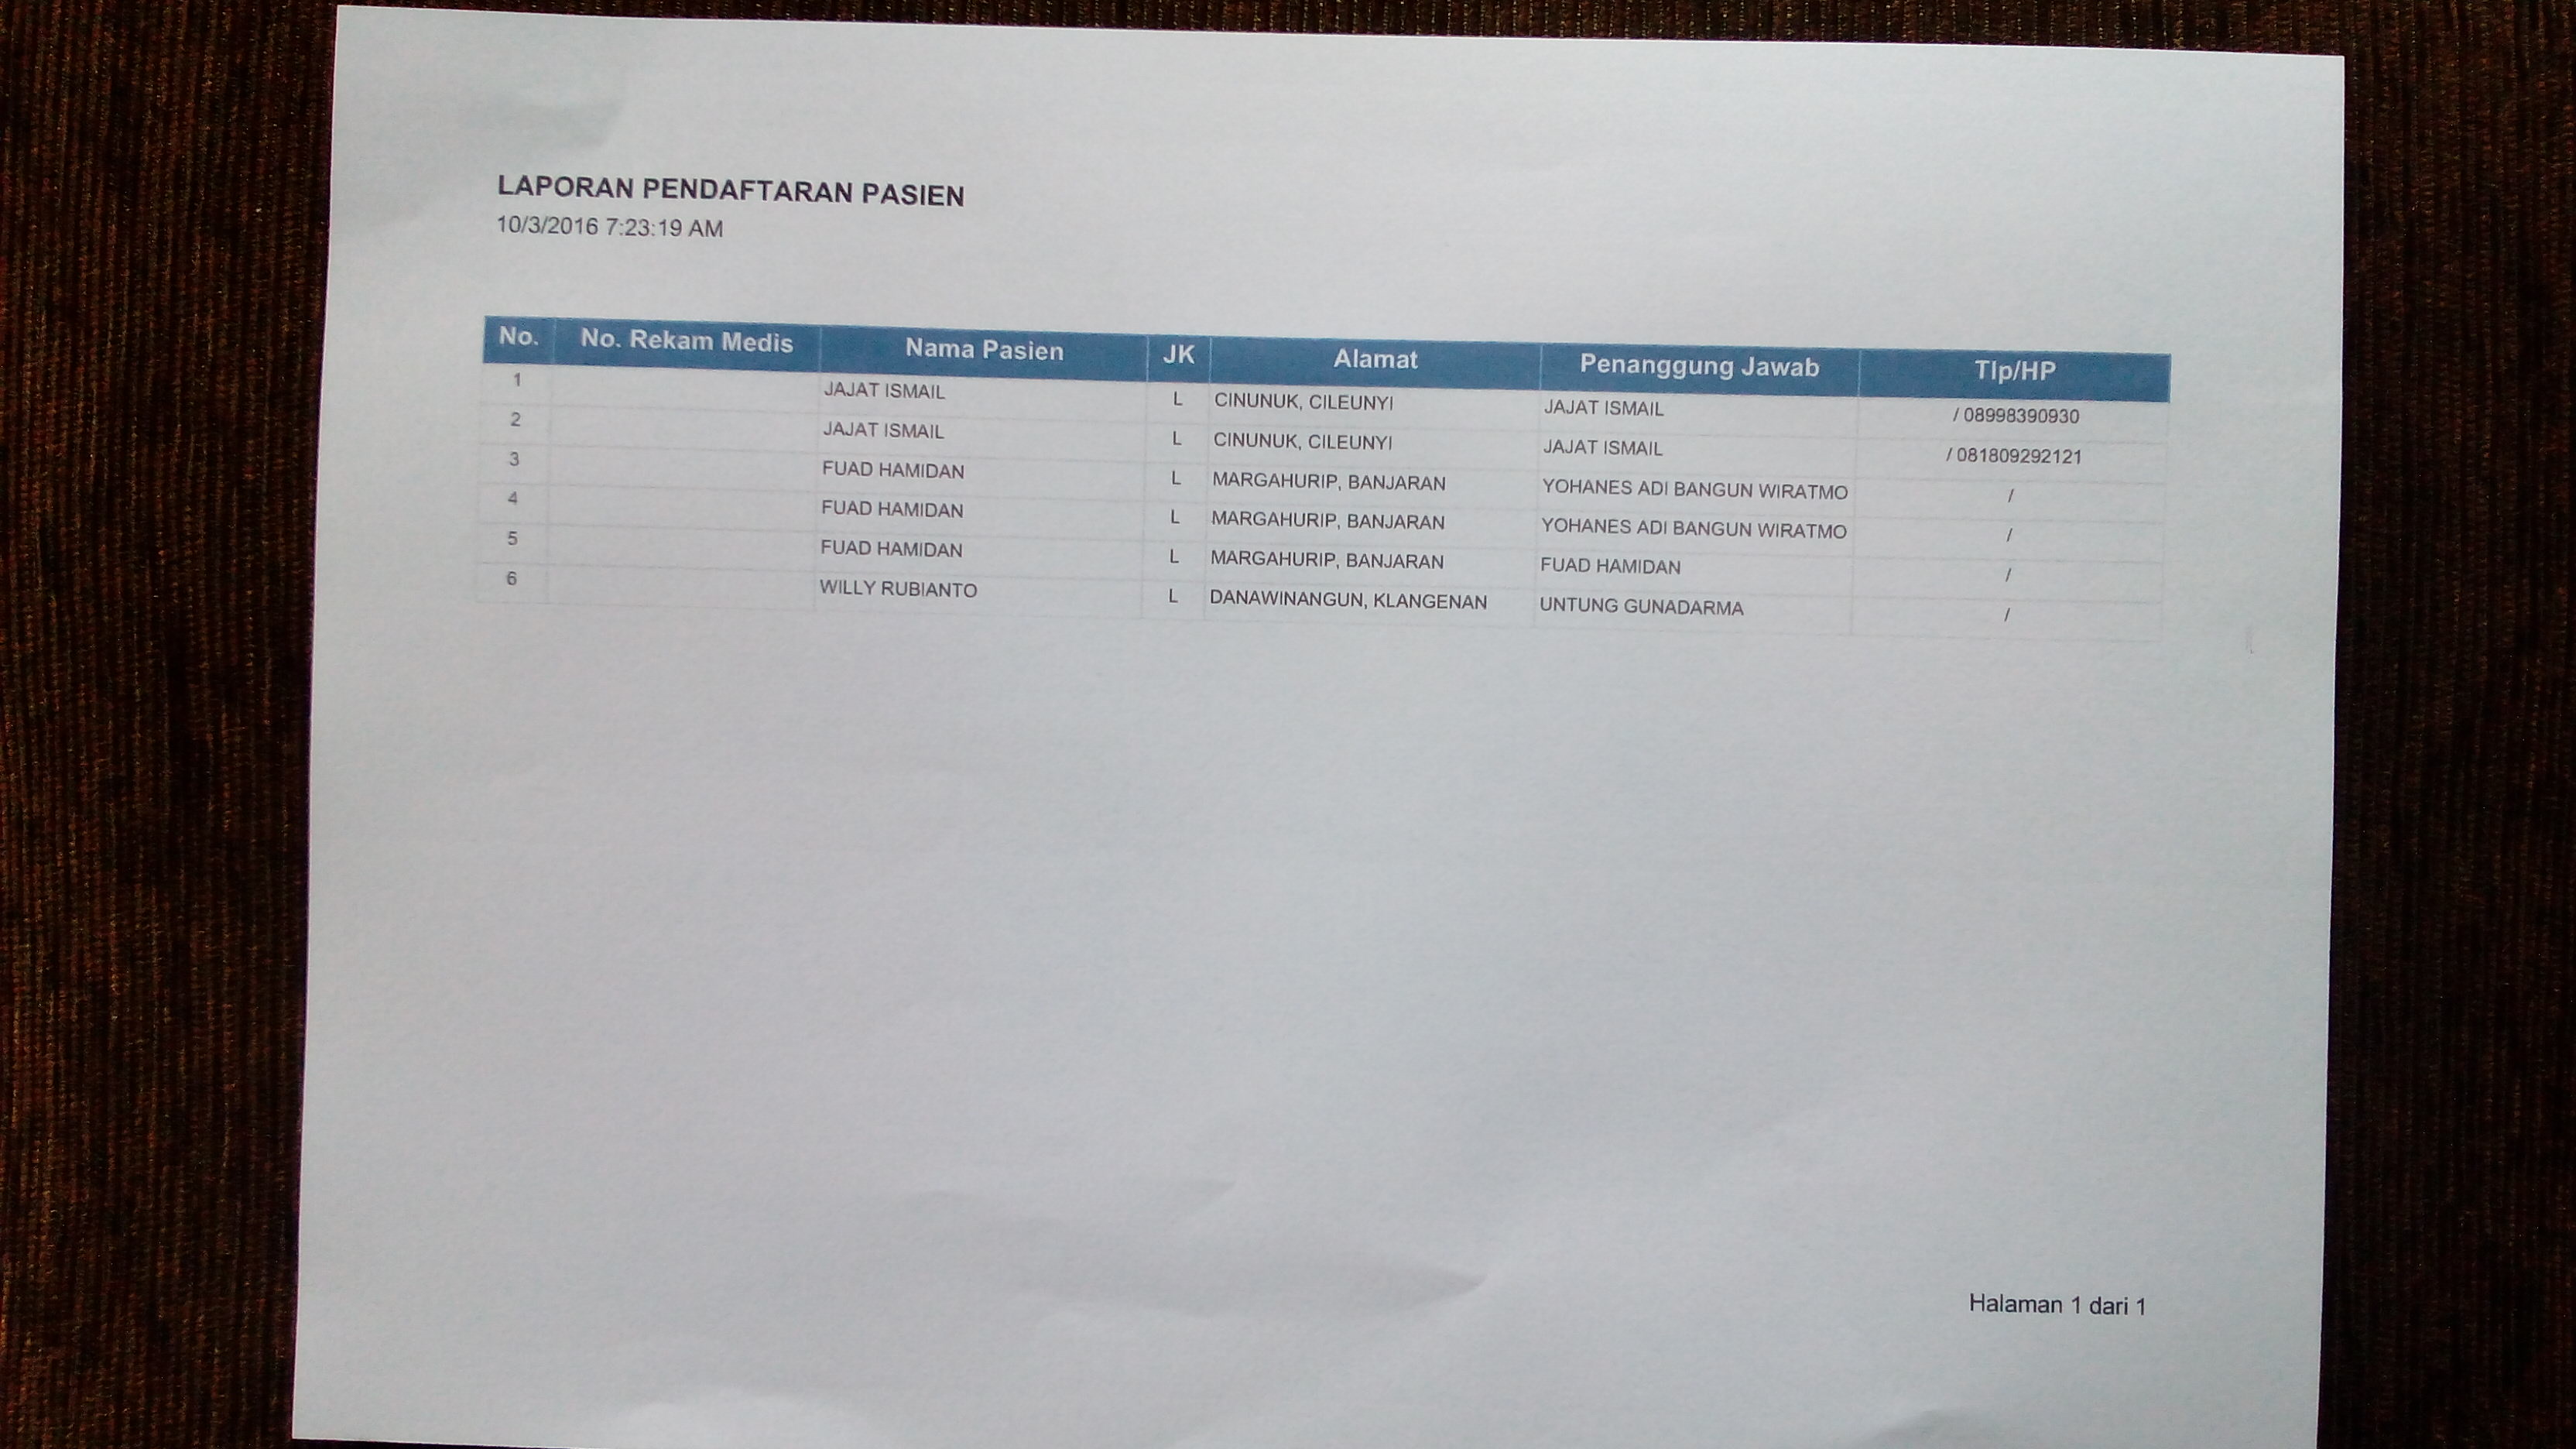 LAPORAN PENDAFTARAN PASIEN
10/3/2016 7:23:19 AM
No. No. Rekam Medis Nama Pasien JK Alamat Penanggung Jawab Tlp/HP
1 JAJAT ISMAIL L CINUNUK, CILEUNYI JAJAT ISMAIL / 08998390930
2 JAJAT ISMAIL L CINUNUK, CILEUNYI JAJAT ISMAIL / 081809292121
3 FUAD HAMIDAN L MARGAHURIP, BANJARAN YOHANES ADI BANGUN WIRATMO /
4 FUAD HAMIDAN L MARGAHURIP, BANJARAN YOHANES ADI BANGUN WIRATMO /
5 FUAD HAMIDAN L MARGAHURIP, BANJARAN FUAD HAMIDAN /
6 WILLY RUBIANTO L DANAWINANGUN, KLANGENAN UNTUNG GUNADARMA /
Halaman 1 dari 1